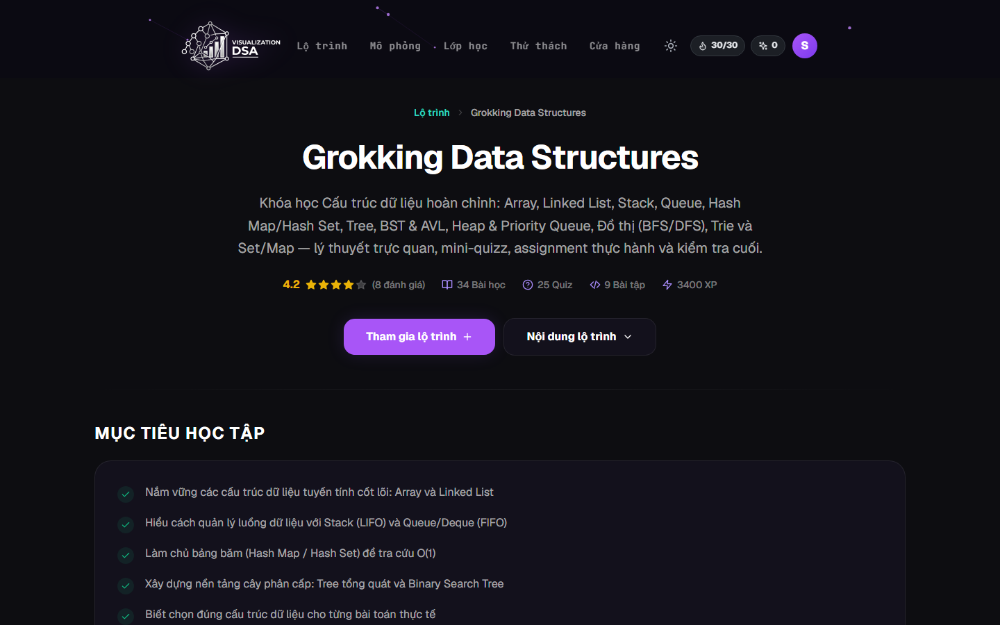 VISUALIZATION
DSA
Lộ trình
Mô phỏng
Lớp học
Thử thách
Cửa hàng
30/30
0
S
Lộ trình > Grokking Data Structures
Grokking Data Structures
Khóa học Cấu trúc dữ liệu hoàn chỉnh: Array, Linked List, Stack, Queue, Hash
Map/Hash Set, Tree, BST & AVL, Heap & Priority Queue, Đồ thị (BFS/DFS), Trie và
Set/Map — lý thuyết trực quan, mini-quizz, assignment thực hành và kiểm tra cuối.
4.2 (8 đánh giá) 34 Bài học 25 Quiz 9 Bài tập 3400 XP
Tham gia lộ trình +
Nội dung lộ trình
MỤC TIÊU HỌC TẬP
Nắm vững các cấu trúc dữ liệu tuyến tính cốt lõi: Array và Linked List
Hiểu cách quản lý luồng dữ liệu với Stack (LIFO) và Queue/Deque (FIFO)
Làm chủ bảng băm (Hash Map / Hash Set) để tra cứu O(1)
Xây dựng nền tảng cây phân cấp: Tree tổng quát và Binary Search Tree
Biết chọn đúng cấu trúc dữ liệu cho từng bài toán thực tế